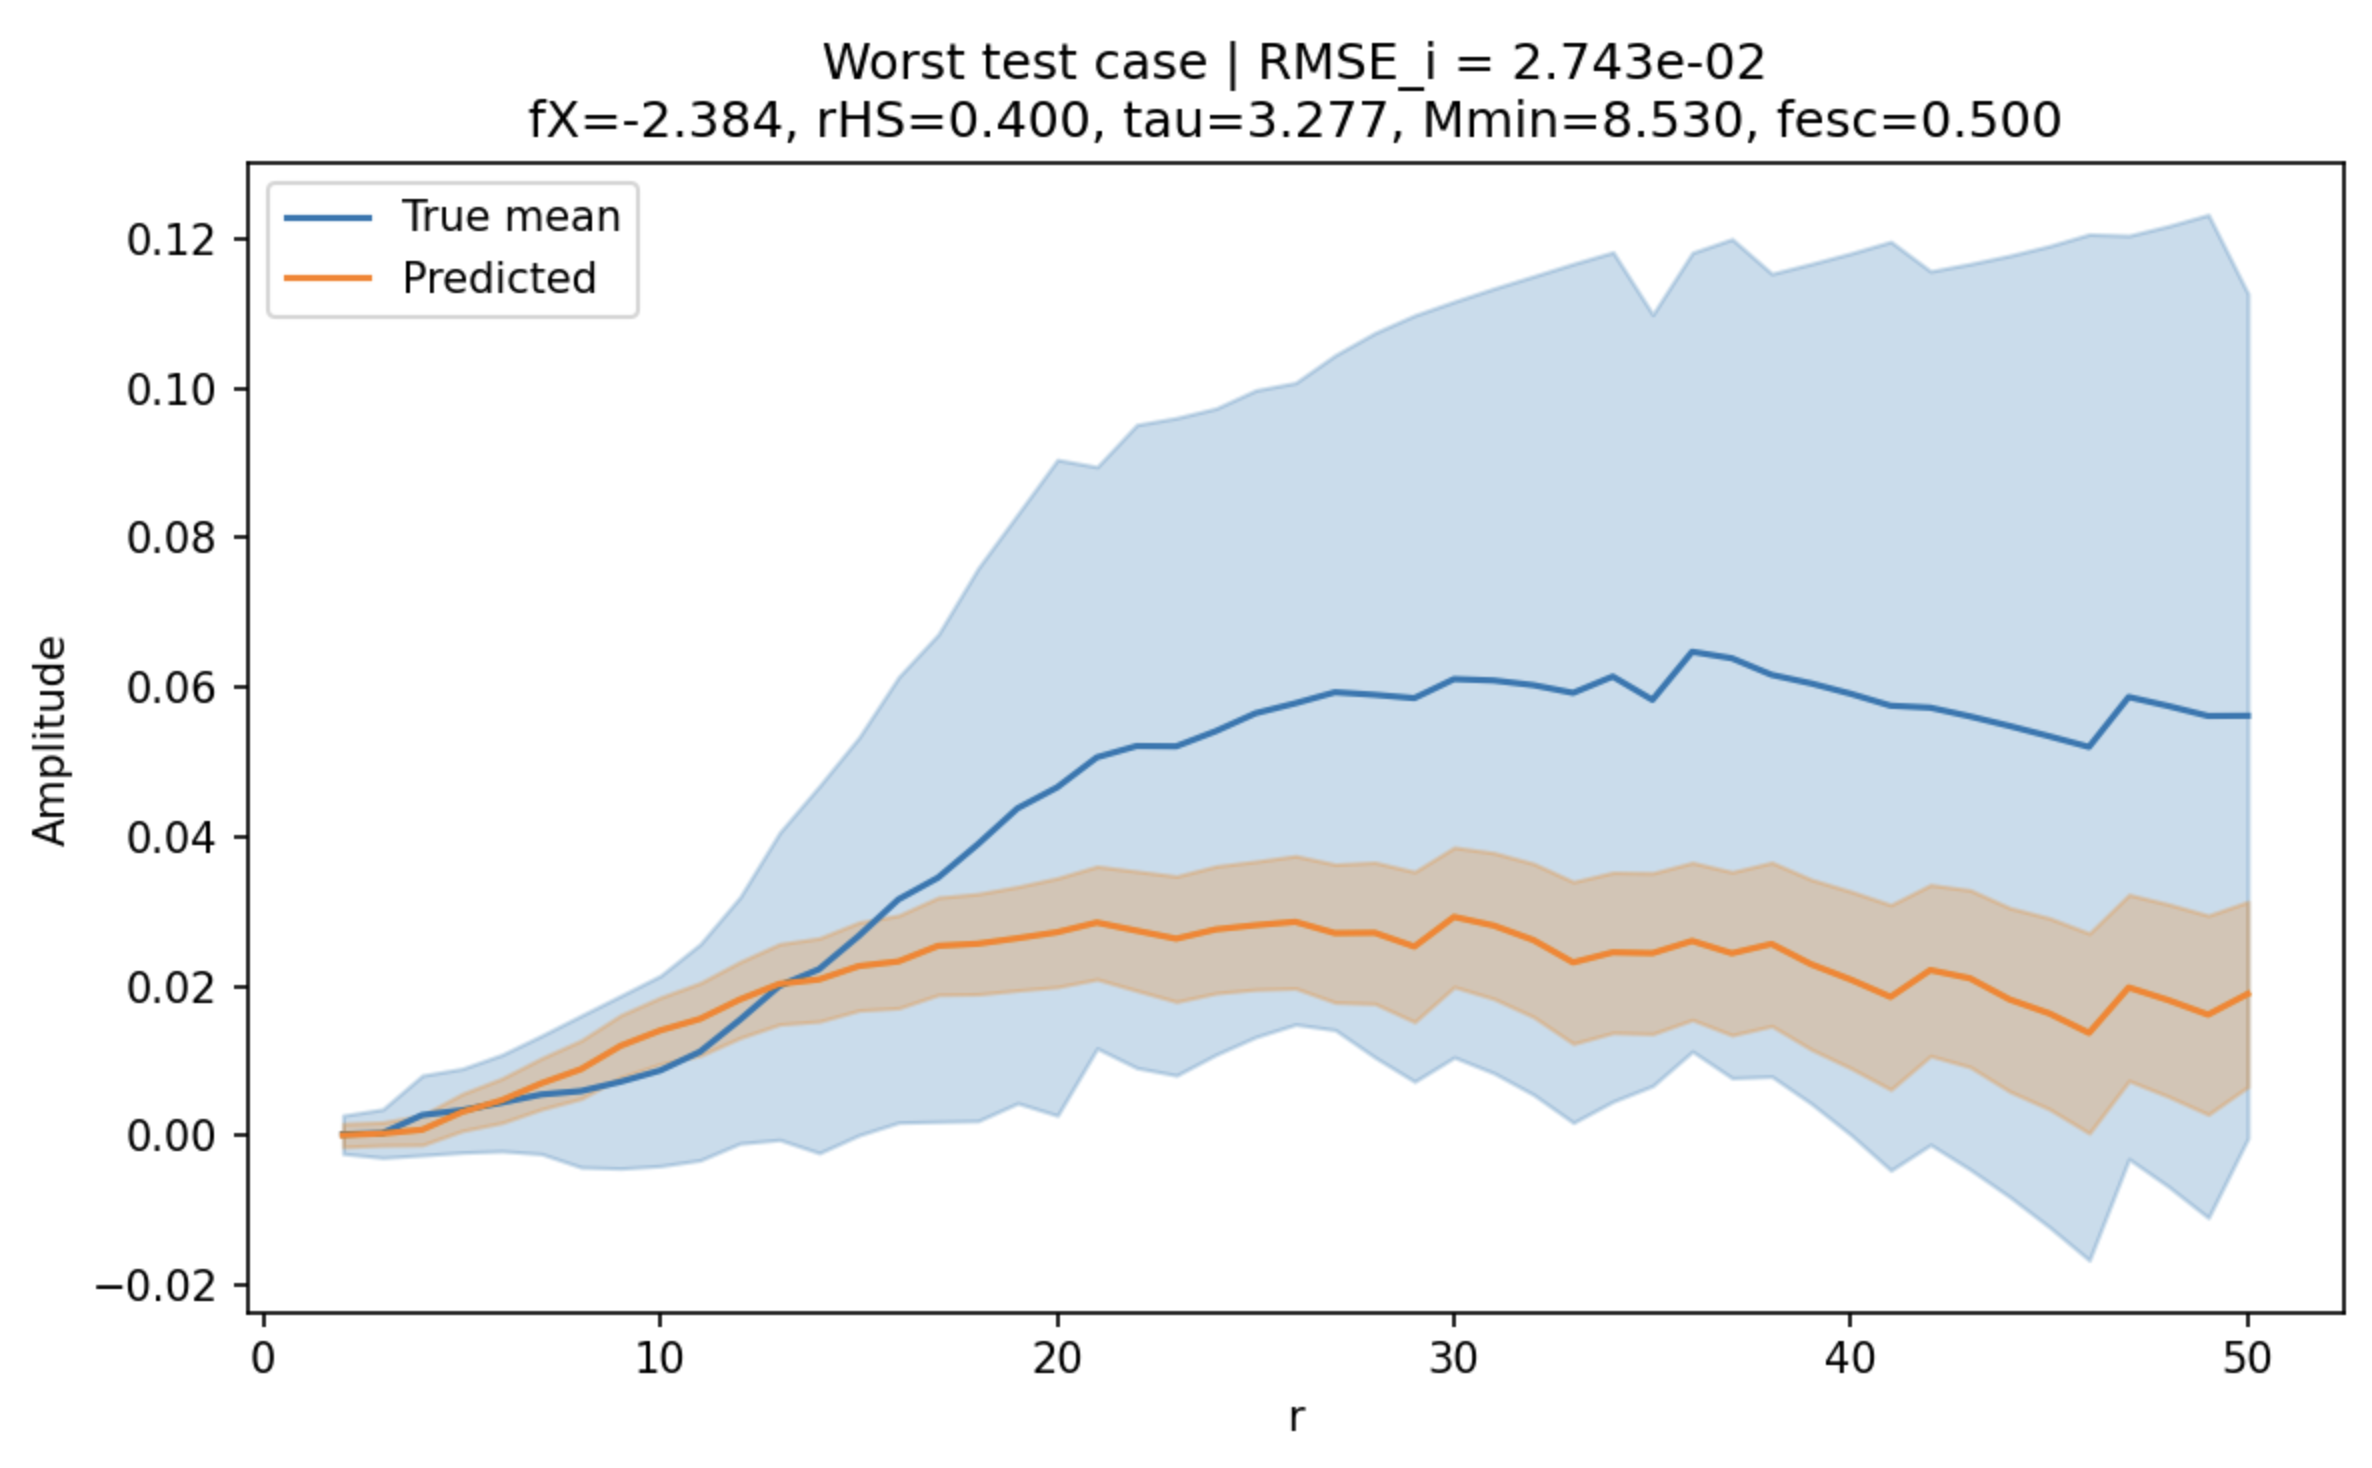 Worst test case | RMSE_i = 2.743e-02
fX=-2.384, rHS=0.400, tau=3.277, Mmin=8.530, fesc=0.500
True mean
Predicted
0.12
0.10
0.08
0.06
0.04
0.02
0.00
−0.02
Amplitude
0 10 20 30 40 50
r